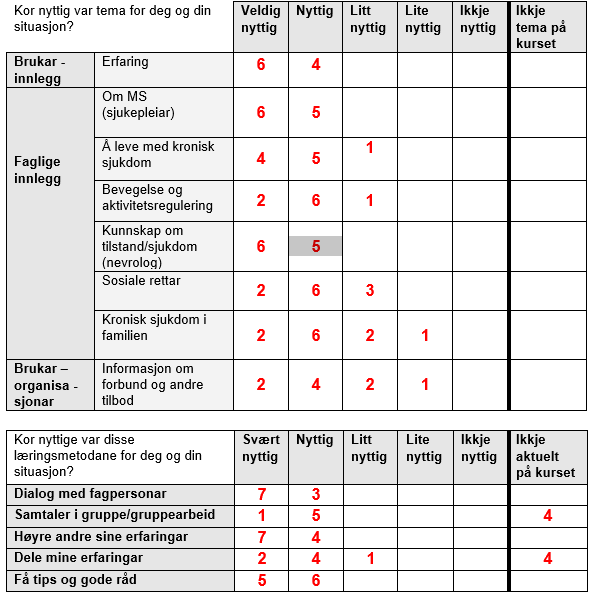 Kor nyttig var tema for deg og din situasjon? Veldig nyttig Nyttig Litt nyttig Lite nyttig Ikkje nyttig Ikkje tema på kurset
Brukar - innlegg Erfaring 6 4
Faglige innlegg Om MS (sjukepleiar) 6 5
Å leve med kronisk sjukdom 4 5 1
Bevegelse og aktivitetsregulering 2 6 1
Kunnskap om tilstand/sjukdom (nevrolog) 6 5
Sosiale rettar 2 6 3
Kronisk sjukdom i familien 2 6 2 1
Brukar – organisa - sjonar Informasjon om forbund og andre tilbod 2 4 2 1
Kor nyttige var disse læringsmetodane for deg og din situasjon? Svært nyttig Nyttig Litt nyttig Lite nyttig Ikkje nyttig Ikkje aktuelt på kurset
Dialog med fagpersonar 7 3
Samtaler i gruppe/gruppearbeid 1 5 4
Høyre andre sine erfaringar 7 4
Dele mine erfaringar 2 4 1 4
Få tips og gode råd 5 6